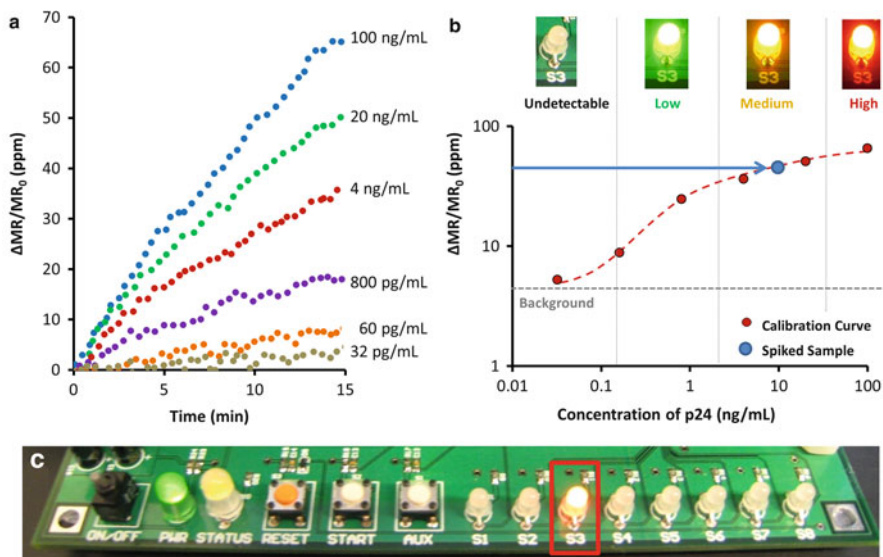 a
70
60
50
40
30
20
10
0
ΔMR/MR₀ (ppm)
100 ng/mL
20 ng/mL
4 ng/mL
800 pg/mL
60 pg/mL
32 pg/mL
0 5 10 15
Time (min)
b
S3 S3 S3 S3
Undetectable Low Medium High
100
10
1
ΔMR/MR₀ (ppm)
Background
Calibration Curve
Spiked Sample
0.01 0.1 1 10 100
Concentration of p24 (ng/mL)
c
ON/OFF PWR STATUS RESET START AUX S1 S2 S3 S4 S5 S6 S7 S8